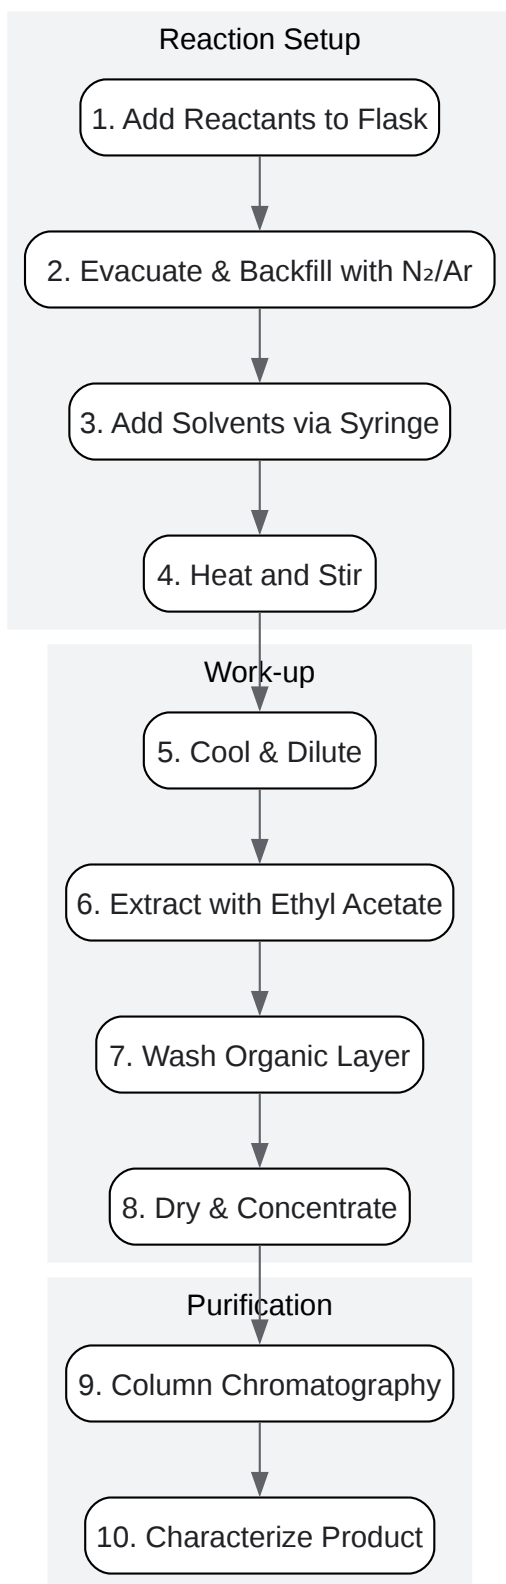 Reaction Setup
1. Add Reactants to Flask
2. Evacuate & Backfill with N₂/Ar
3. Add Solvents via Syringe
4. Heat and Stir
Work-up
5. Cool & Dilute
6. Extract with Ethyl Acetate
7. Wash Organic Layer
8. Dry & Concentrate
Purification
9. Column Chromatography
10. Characterize Product